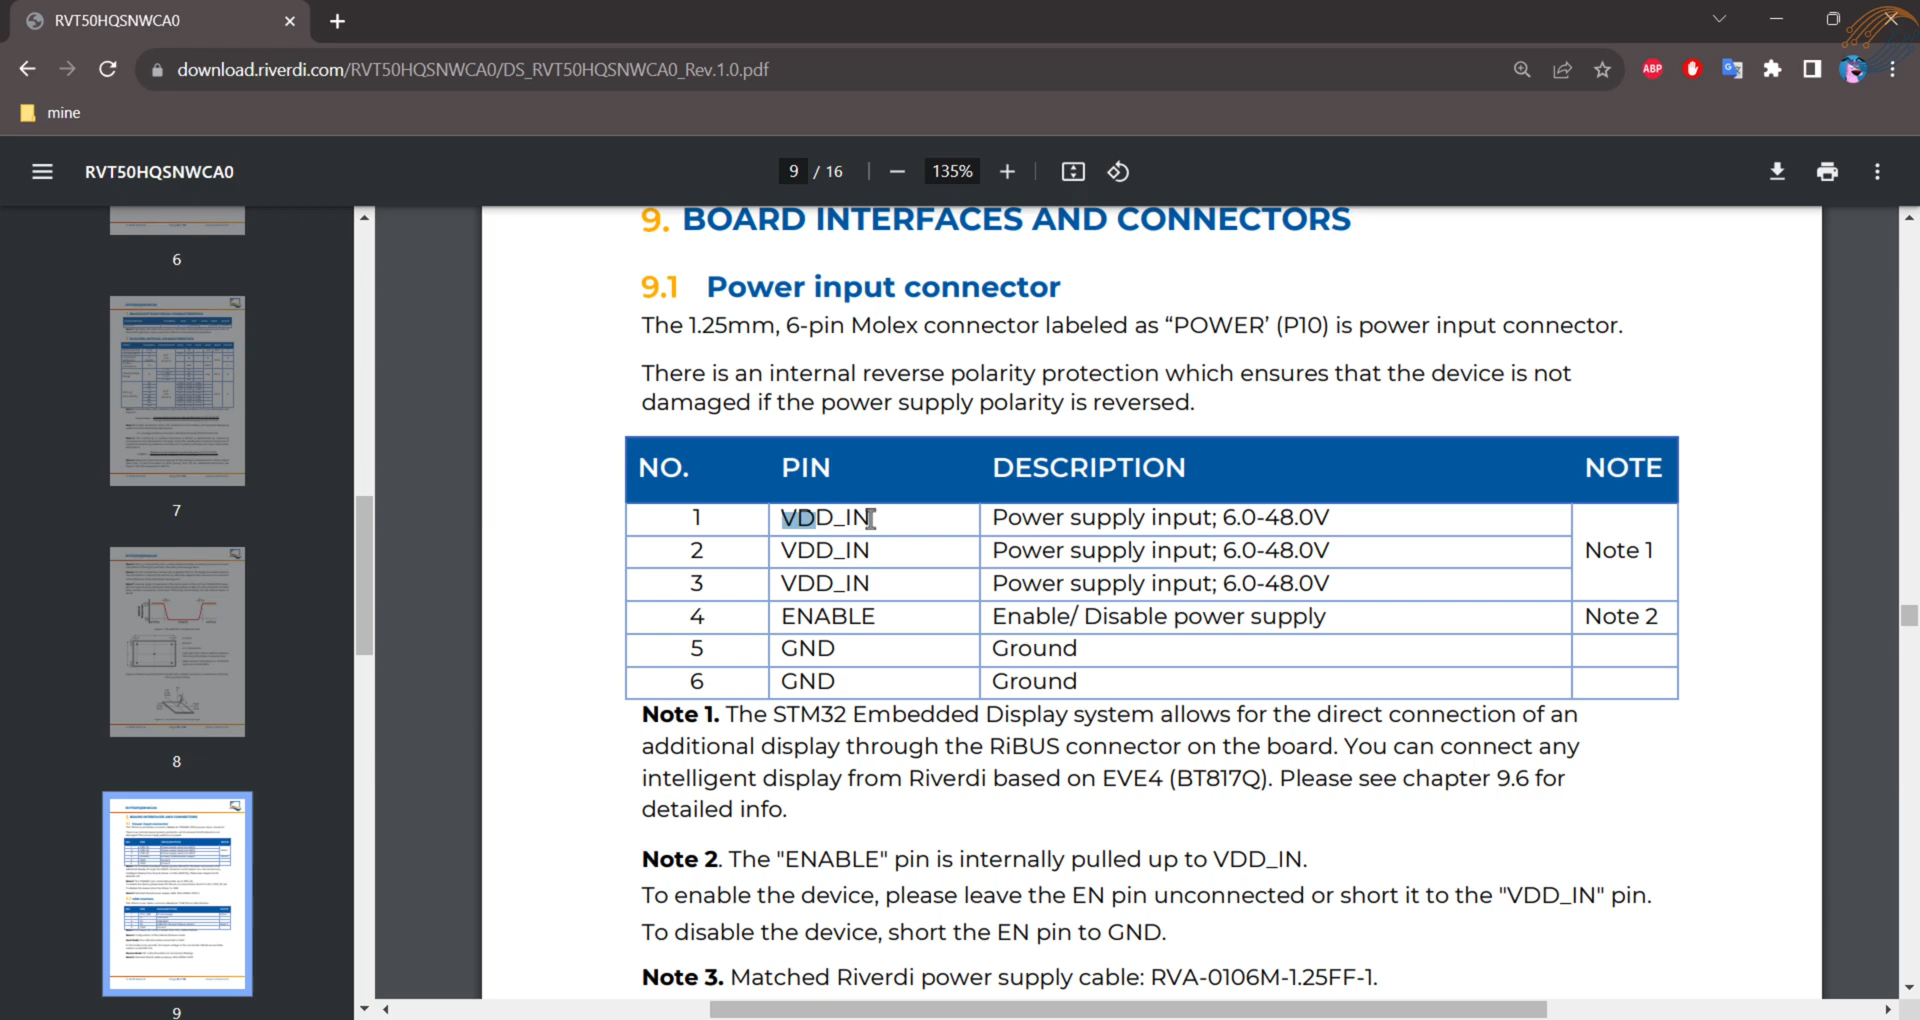 RVT50HQSNWCA0
download.riverdi.com/RVT50HQSNWCA0/DS_RVT50HQSNWCA0_Rev.1.0.pdf
ABP
mine
RVT50HQSNWCA0
9 / 16
135%
6
7
8
9
9. BOARD INTERFACES AND CONNECTORS
9.1 Power input connector
The 1.25mm, 6-pin Molex connector labeled as “POWER’ (P10) is power input connector.
There is an internal reverse polarity protection which ensures that the device is not
damaged if the power supply polarity is reversed.
NO. PIN DESCRIPTION NOTE
1 VDD_IN Power supply input; 6.0-48.0V
2 VDD_IN Power supply input; 6.0-48.0V Note 1
3 VDD_IN Power supply input; 6.0-48.0V
4 ENABLE Enable/ Disable power supply Note 2
5 GND Ground
6 GND Ground
Note 1. The STM32 Embedded Display system allows for the direct connection of an
additional display through the RiBUS connector on the board. You can connect any
intelligent display from Riverdi based on EVE4 (BT817Q). Please see chapter 9.6 for
detailed info.
Note 2. The "ENABLE" pin is internally pulled up to VDD_IN.
To enable the device, please leave the EN pin unconnected or short it to the "VDD_IN" pin.
To disable the device, short the EN pin to GND.
Note 3. Matched Riverdi power supply cable: RVA-0106M-1.25FF-1.